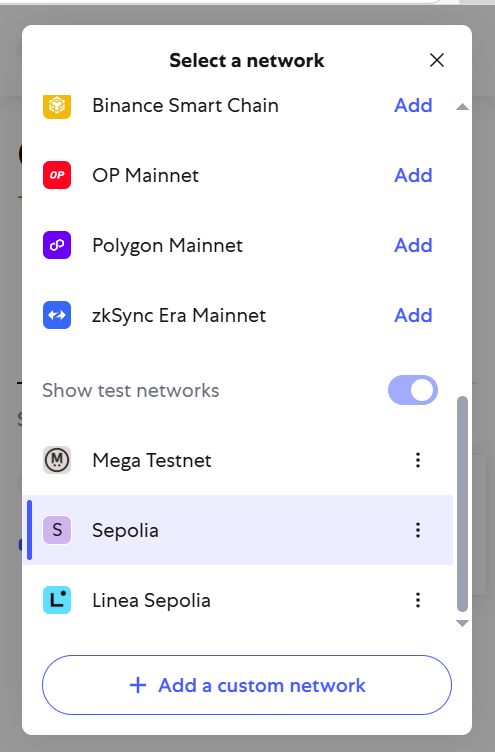 Select a network
Binance Smart Chain Add
OP OP Mainnet Add
Polygon Mainnet Add
zkSync Era Mainnet Add
Show test networks
M Mega Testnet
S Sepolia
L Linea Sepolia
+ Add a custom network